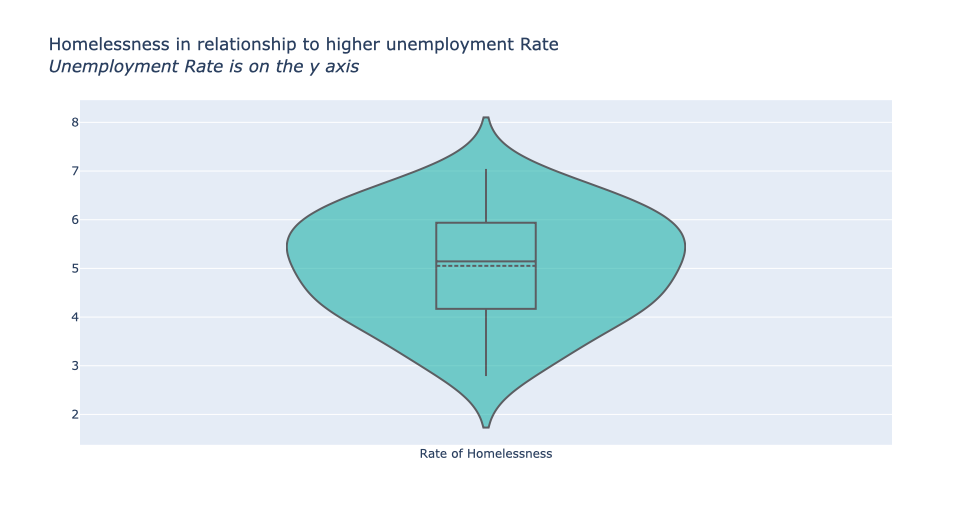 Homelessness in relationship to higher unemployment Rate
Unemployment Rate is on the y axis
8
7
6
5
4
3
2
Rate of Homelessness